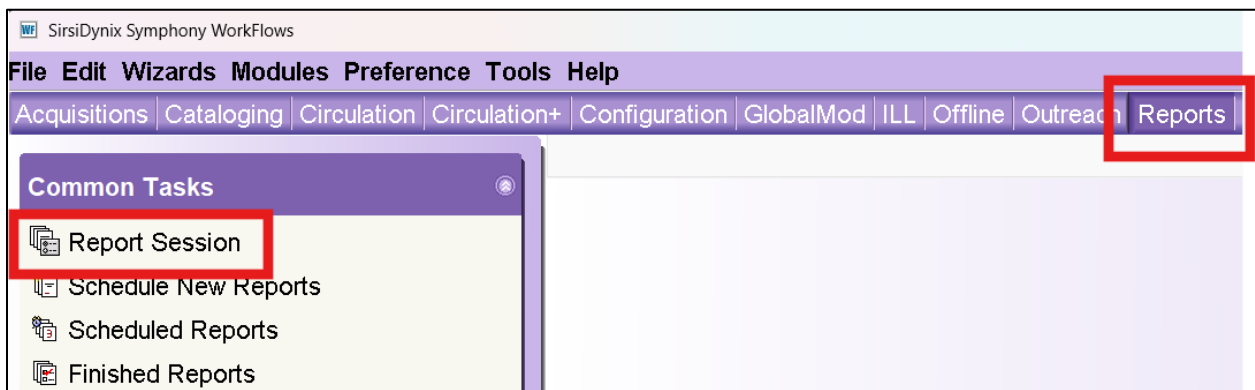 WF SirsiDynix Symphony WorkFlows
File Edit Wizards Modules Preference Tools Help
Acquisitions Cataloging Circulation Circulation+ Configuration GlobalMod ILL Offline Outreach Reports
Common Tasks
Report Session
Schedule New Reports
Scheduled Reports
Finished Reports